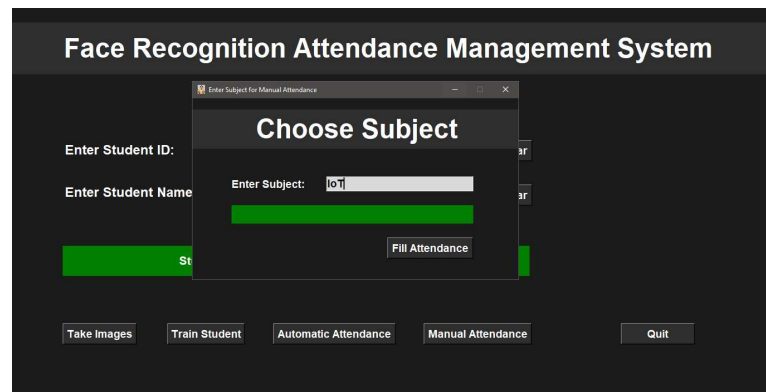 Face Recognition Attendance Management System
Enter Subject for Manual Attendance
Choose Subject
Enter Student ID:
Enter Subject: IoT
Enter Student Name
Fill Attendance
Take Images Train Student Automatic Attendance Manual Attendance Quit